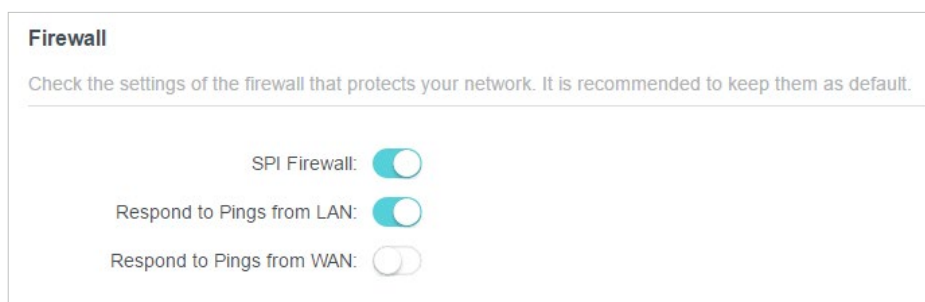 Firewall
Check the settings of the firewall that protects your network. It is recommended to keep them as default.
SPI Firewall:
Respond to Pings from LAN:
Respond to Pings from WAN: